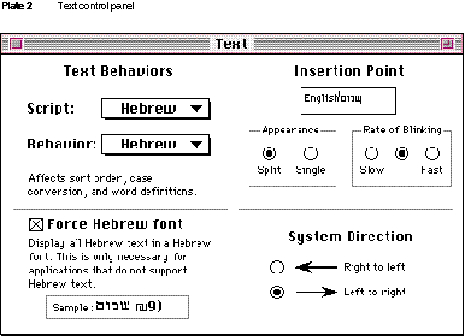 Plate 2 Text control panel
Text
Text Behaviors
Script: Hebrew
Behavior: Hebrew
Affects sort order, case
conversion, and word definitions.
Force Hebrew font
Display all Hebrew text in a Hebrew
font. This is only necessary for
applications that do not support
Hebrew text.
Sample:
Insertion Point
English
Appearance
Split Single
Rate of Blinking
Slow Fast
System Direction
Right to left
Left to right